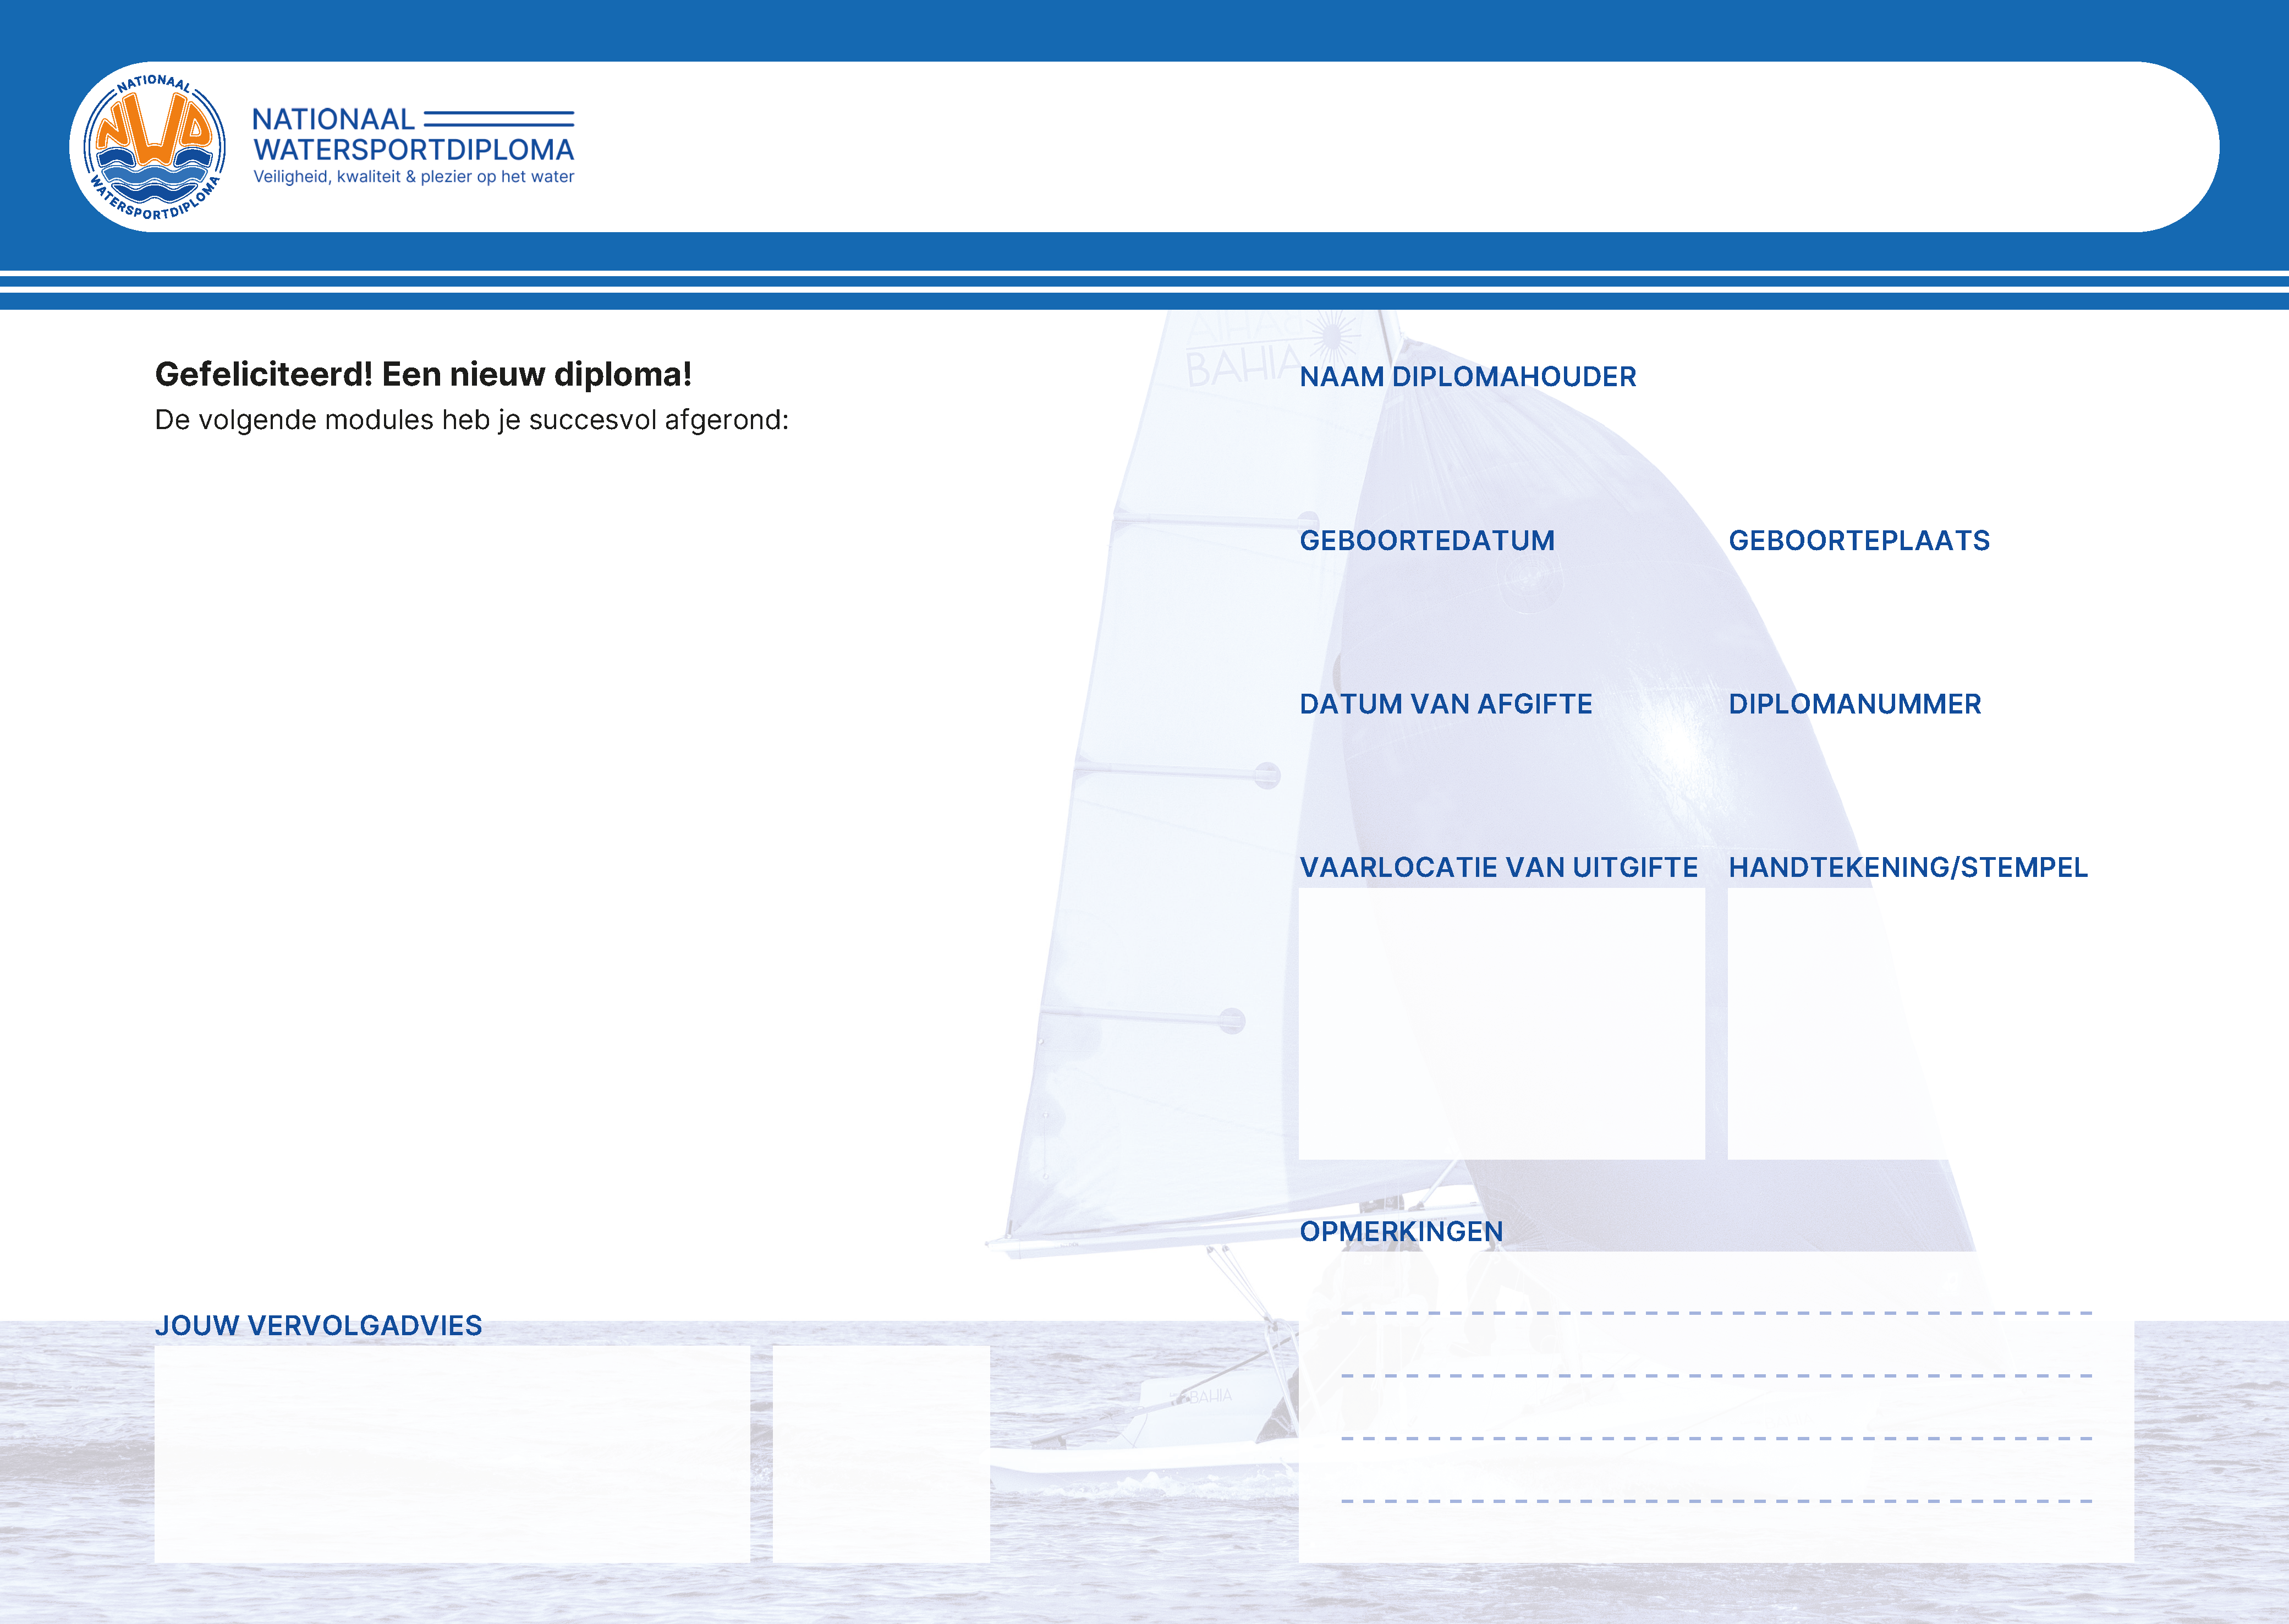 NATIONAAL
WATERSPORTDIPLOMA
NATIONAAL
WATERSPORTDIPLOMA
Veiligheid, kwaliteit & plezier op het water
NWD
Gefeliciteerd! Een nieuw diploma!
De volgende modules heb je succesvol afgerond:
BAHIA
NAAM DIPLOMAHOUDER
GEBOORTEDATUM
GEBOORTEPLAATS
DATUM VAN AFGIFTE
DIPLOMANUMMER
VAARLOCATIE VAN UITGIFTE
HANDTEKENING/STEMPEL
OPMERKINGEN
JOUW VERVOLGADVIES
BAHIA